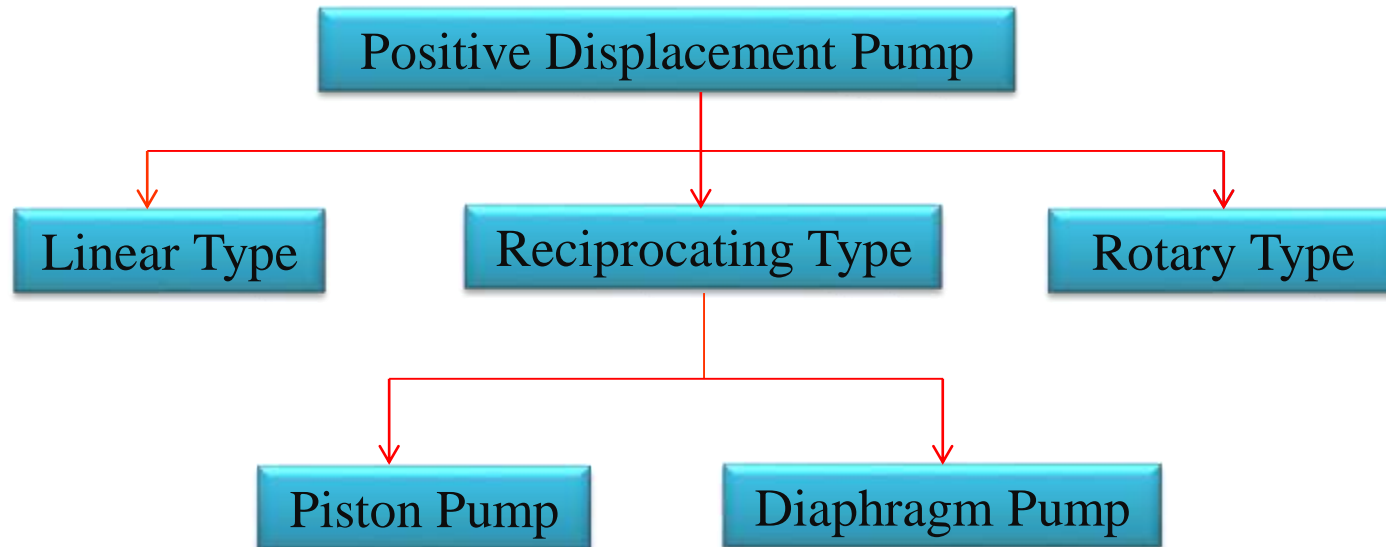 Positive Displacement Pump
Linear Type
Reciprocating Type
Rotary Type
Piston Pump
Diaphragm Pump